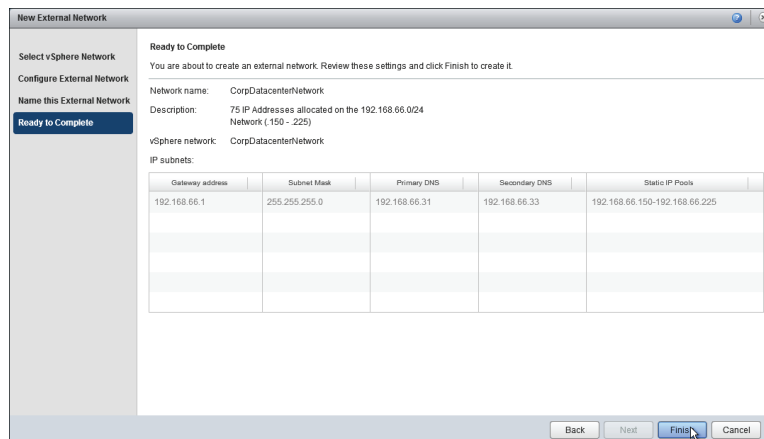 New External Network
Select vSphere Network
Configure External Network
Name this External Network
Ready to Complete
Ready to Complete
You are about to create an external network. Review these settings and click Finish to create it.
Network name: CorpDatacenterNetwork
Description: 75 IP Addresses allocated on the 192.168.66.0/24
Network (.150 - .225)
vSphere network: CorpDatacenterNetwork
IP subnets:
Gateway address Subnet Mask Primary DNS Secondary DNS Static IP Pools
192.168.66.1 255.255.255.0 192.168.66.31 192.168.66.33 192.168.66.150-192.168.66.225
Back Next Finish Cancel